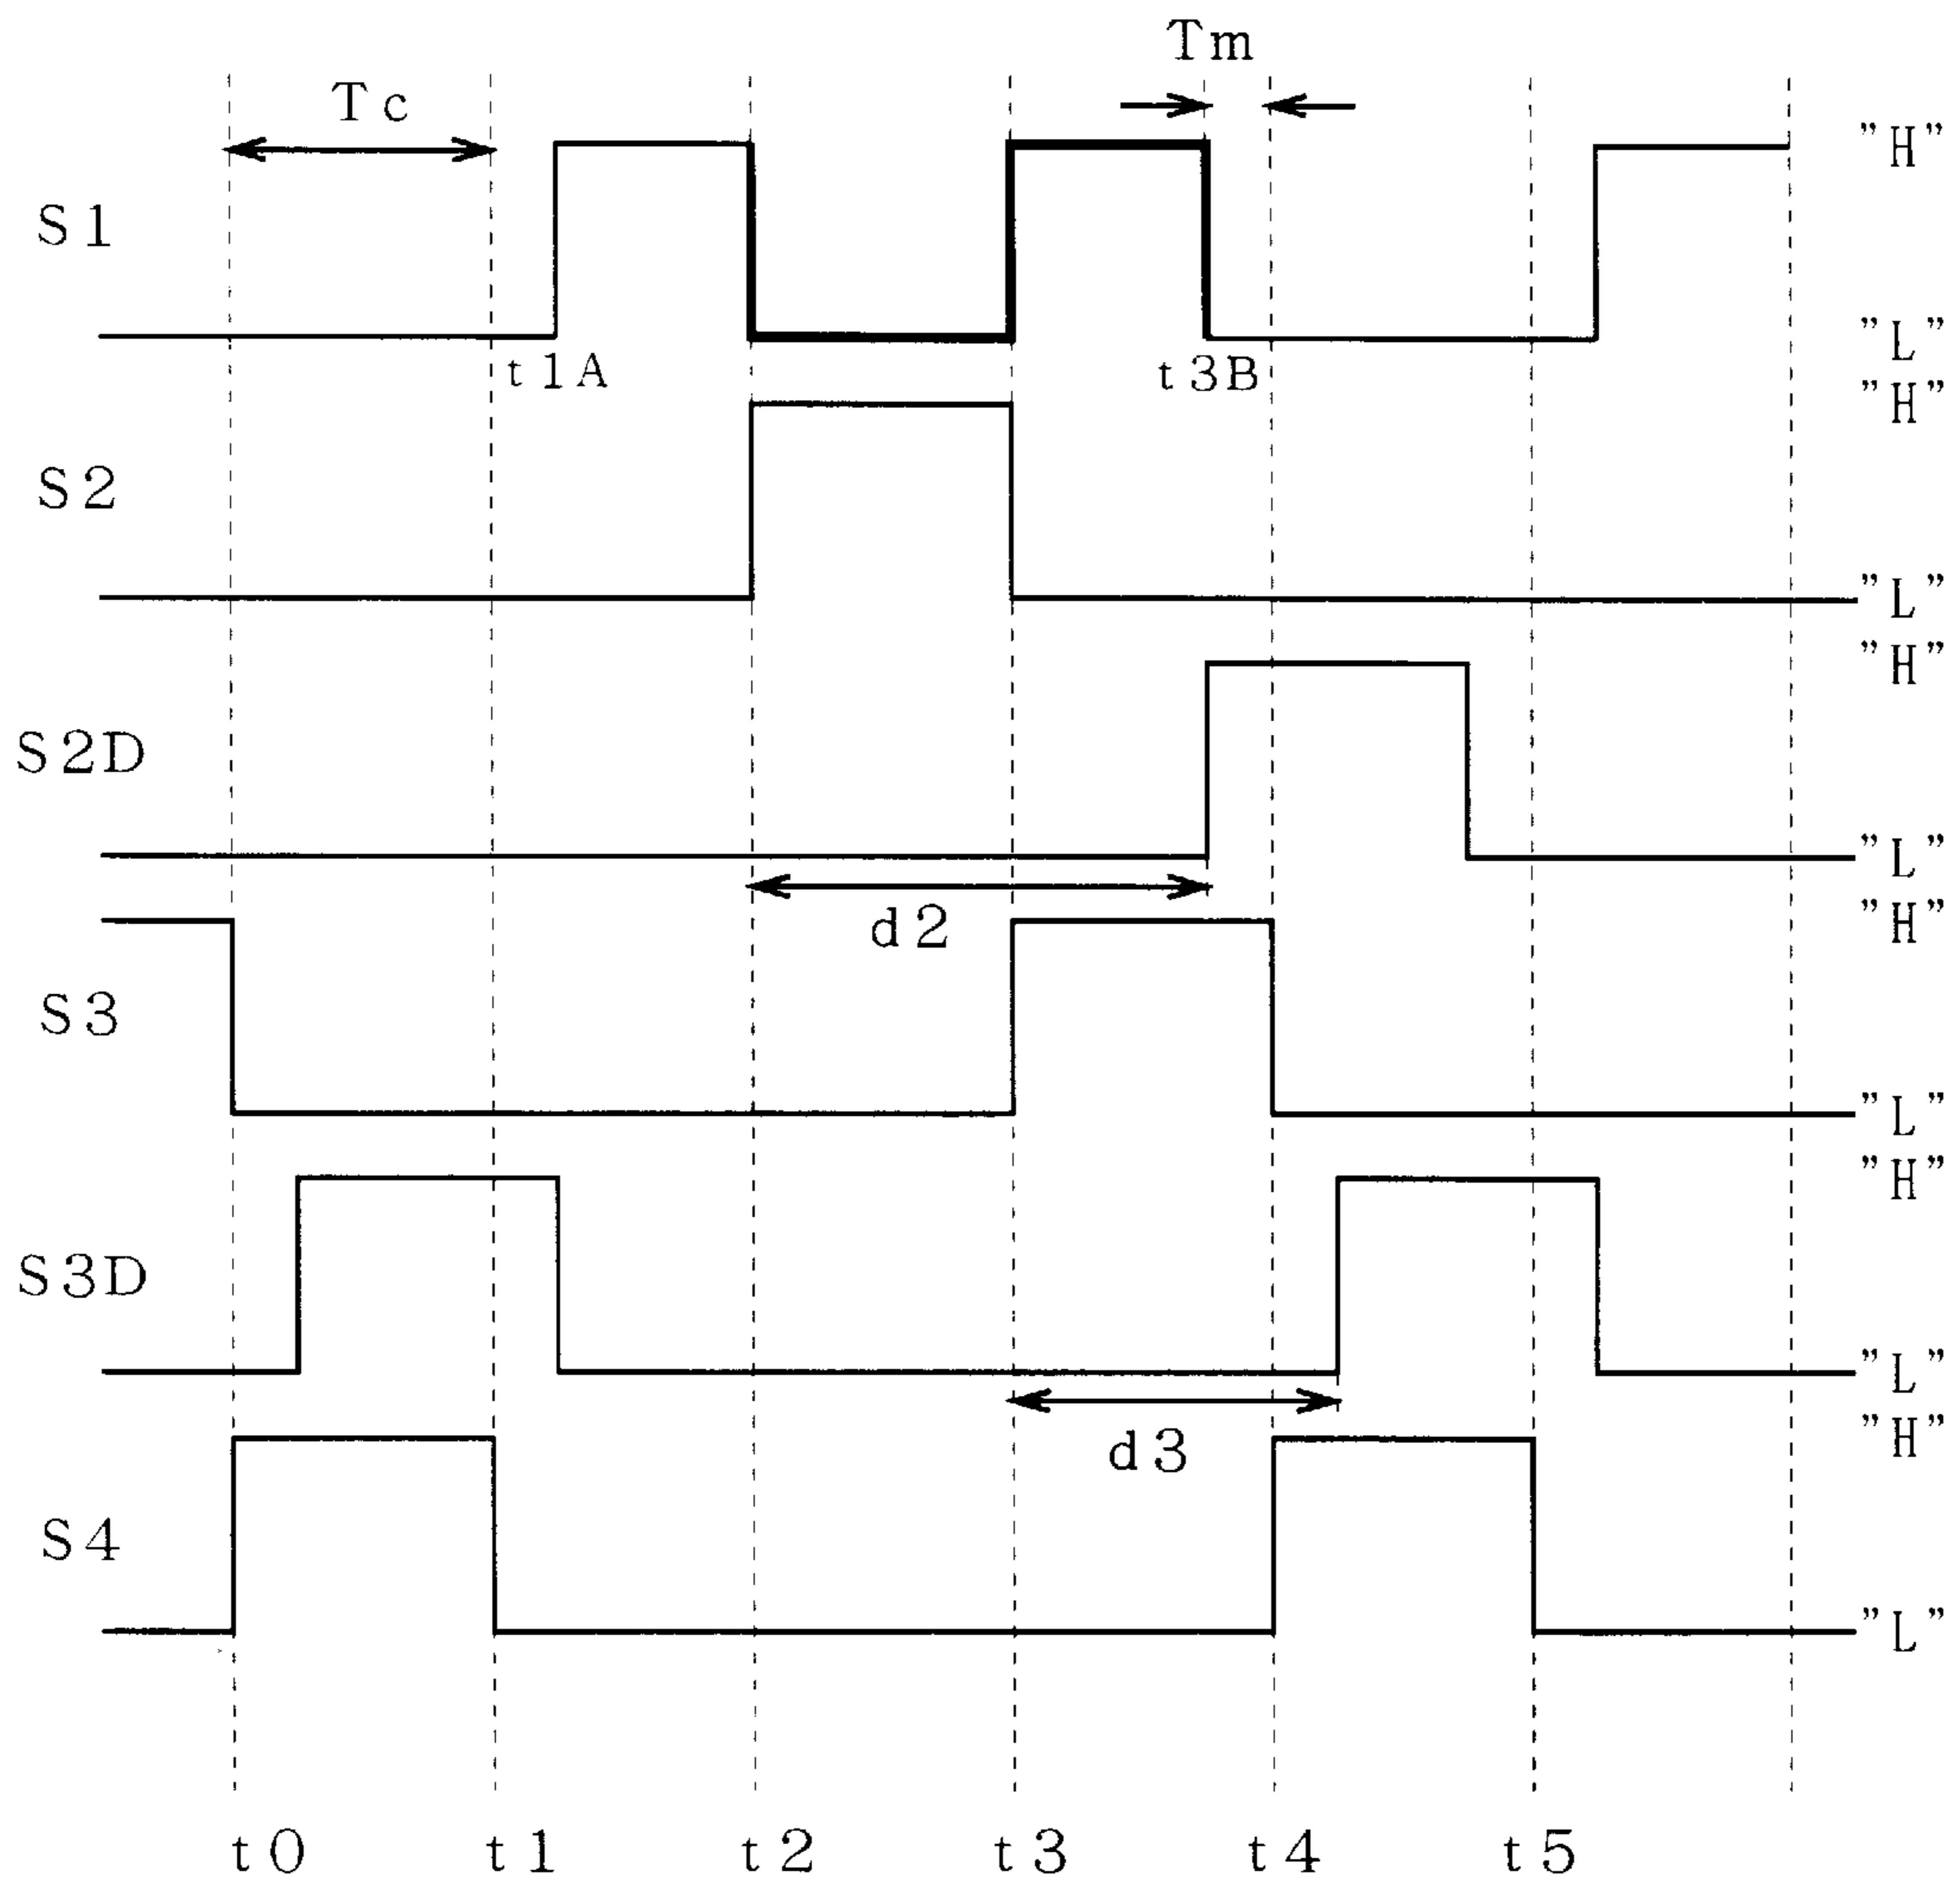 Tm
Tc
"H"
S1
"L"
t1A
t3B
"H"
S2
"L"
"H"
S2D
"L"
d2
"H"
S3
"L"
"H"
S3D
"L"
d3
"H"
S4
"L"
t0 t1 t2 t3 t4 t5